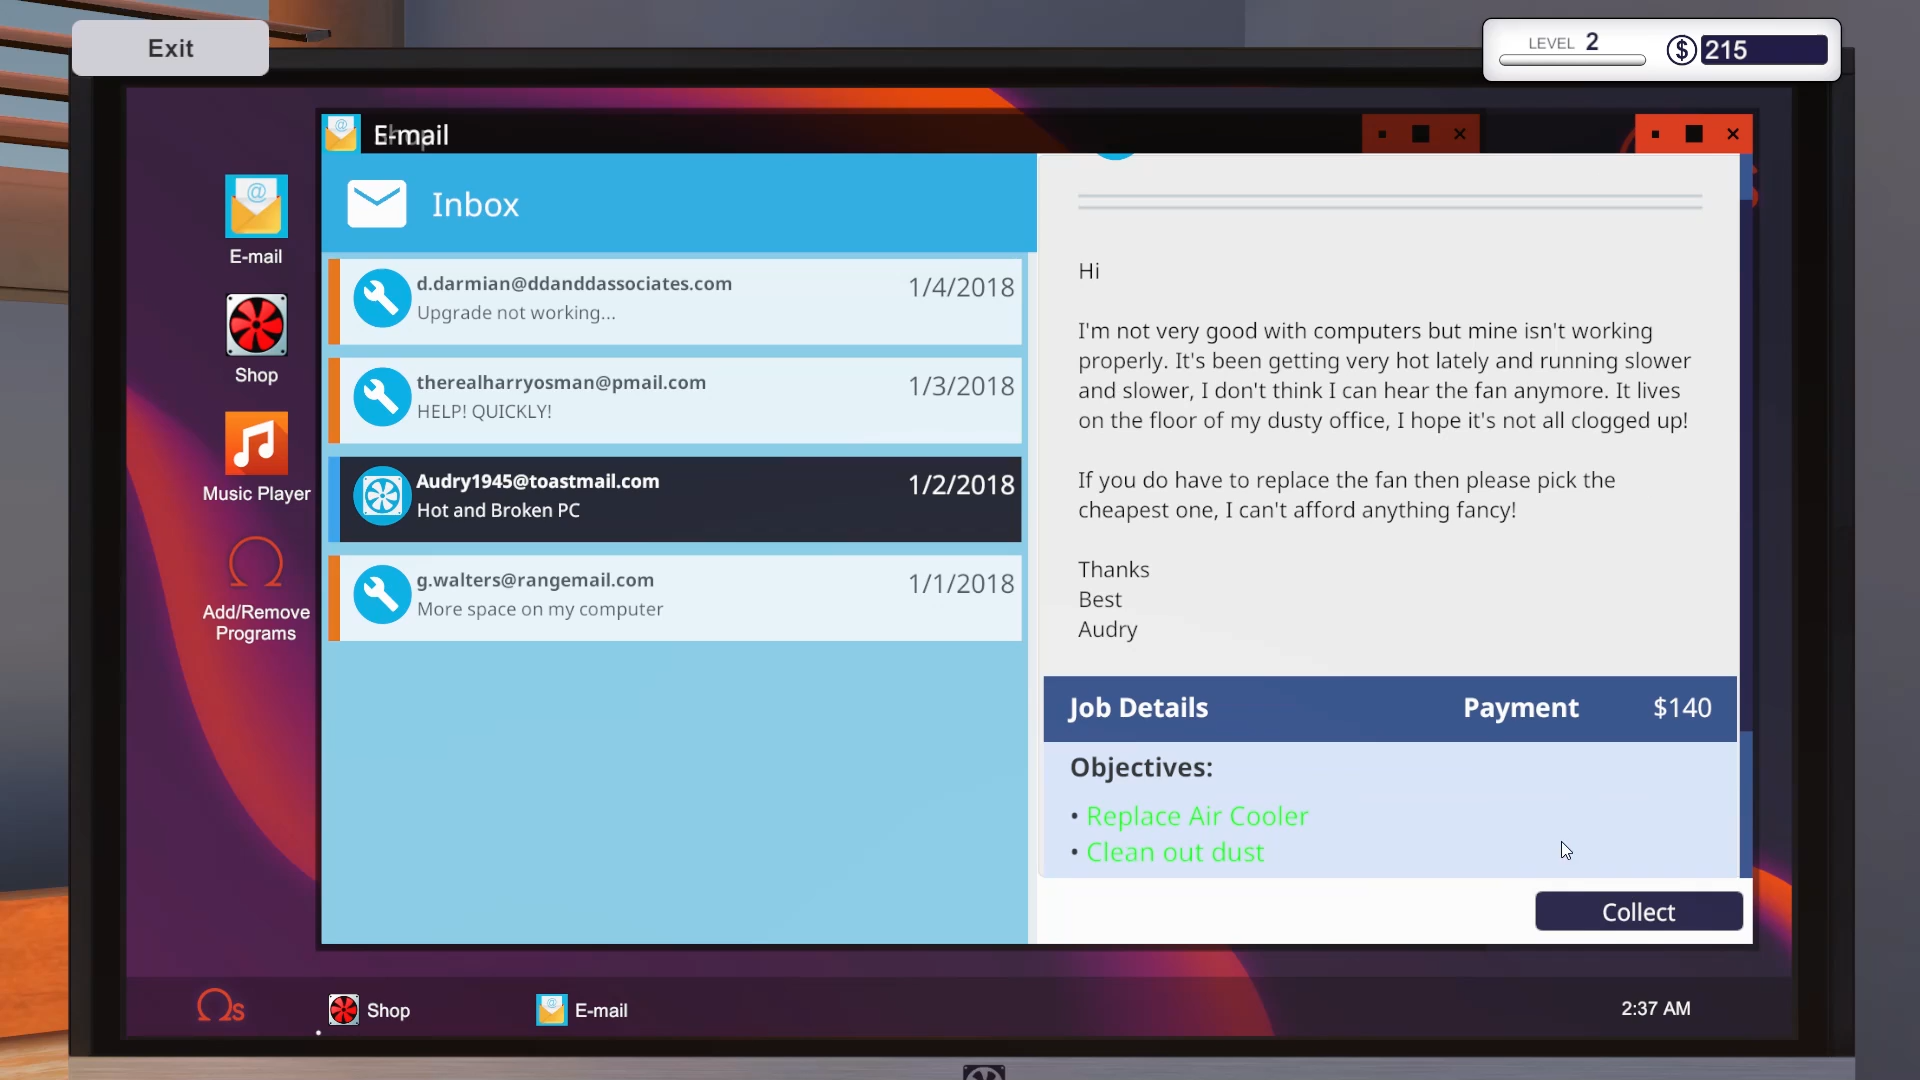 Exit
LEVEL 2
$ 215
E-mail
Inbox
E-mail
Shop
Music Player
Add/Remove
Programs
d.darmian@ddanddassociates.com 1/4/2018
Upgrade not working...
therealharryosman@pmail.com 1/3/2018
HELP! QUICKLY!
Audry1945@toastmail.com 1/2/2018
Hot and Broken PC
g.walters@rangemail.com 1/1/2018
More space on my computer
Hi
I'm not very good with computers but mine isn't working
properly. It's been getting very hot lately and running slower
and slower, I don't think I can hear the fan anymore. It lives
on the floor of my dusty office, I hope it's not all clogged up!
If you do have to replace the fan then please pick the
cheapest one, I can't afford anything fancy!
Thanks
Best
Audry
Job Details Payment $140
Objectives:
• Replace Air Cooler
• Clean out dust
Collect
Ωs
Shop
E-mail
2:37 AM